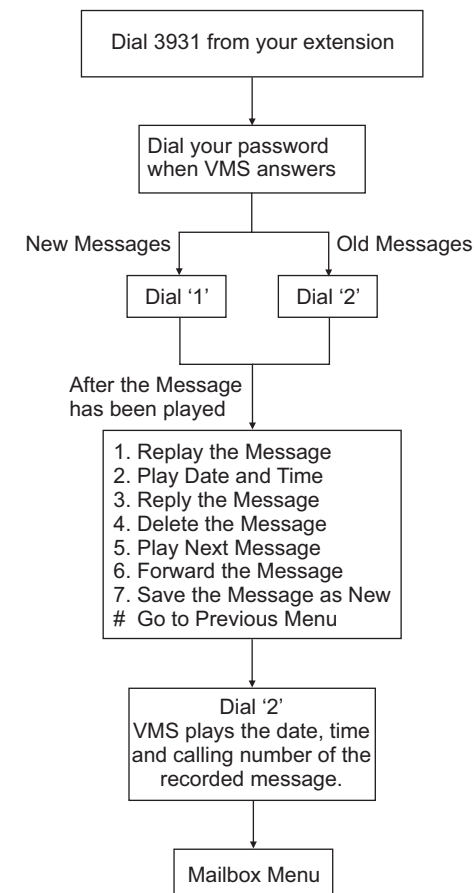 Dial 3931 from your extension
Dial your password
when VMS answers
New Messages
Old Messages
Dial ‘1’
Dial ‘2’
After the Message
has been played
1. Replay the Message
2. Play Date and Time
3. Reply the Message
4. Delete the Message
5. Play Next Message
6. Forward the Message
7. Save the Message as New
# Go to Previous Menu
Dial ‘2’
VMS plays the date, time
and calling number of the
recorded message.
Mailbox Menu